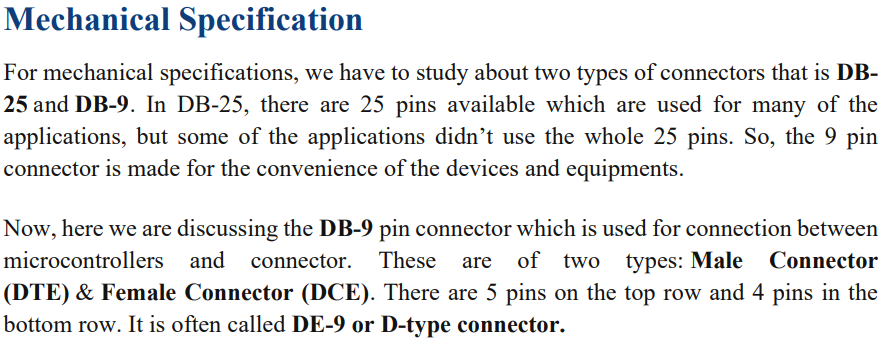 Mechanical Specification
For mechanical specifications, we have to study about two types of connectors that is DB-
25 and DB-9. In DB-25, there are 25 pins available which are used for many of the
applications, but some of the applications didn’t use the whole 25 pins. So, the 9 pin
connector is made for the convenience of the devices and equipments.
Now, here we are discussing the DB-9 pin connector which is used for connection between
microcontrollers and connector. These are of two types: Male Connector
(DTE) & Female Connector (DCE). There are 5 pins on the top row and 4 pins in the
bottom row. It is often called DE-9 or D-type connector.